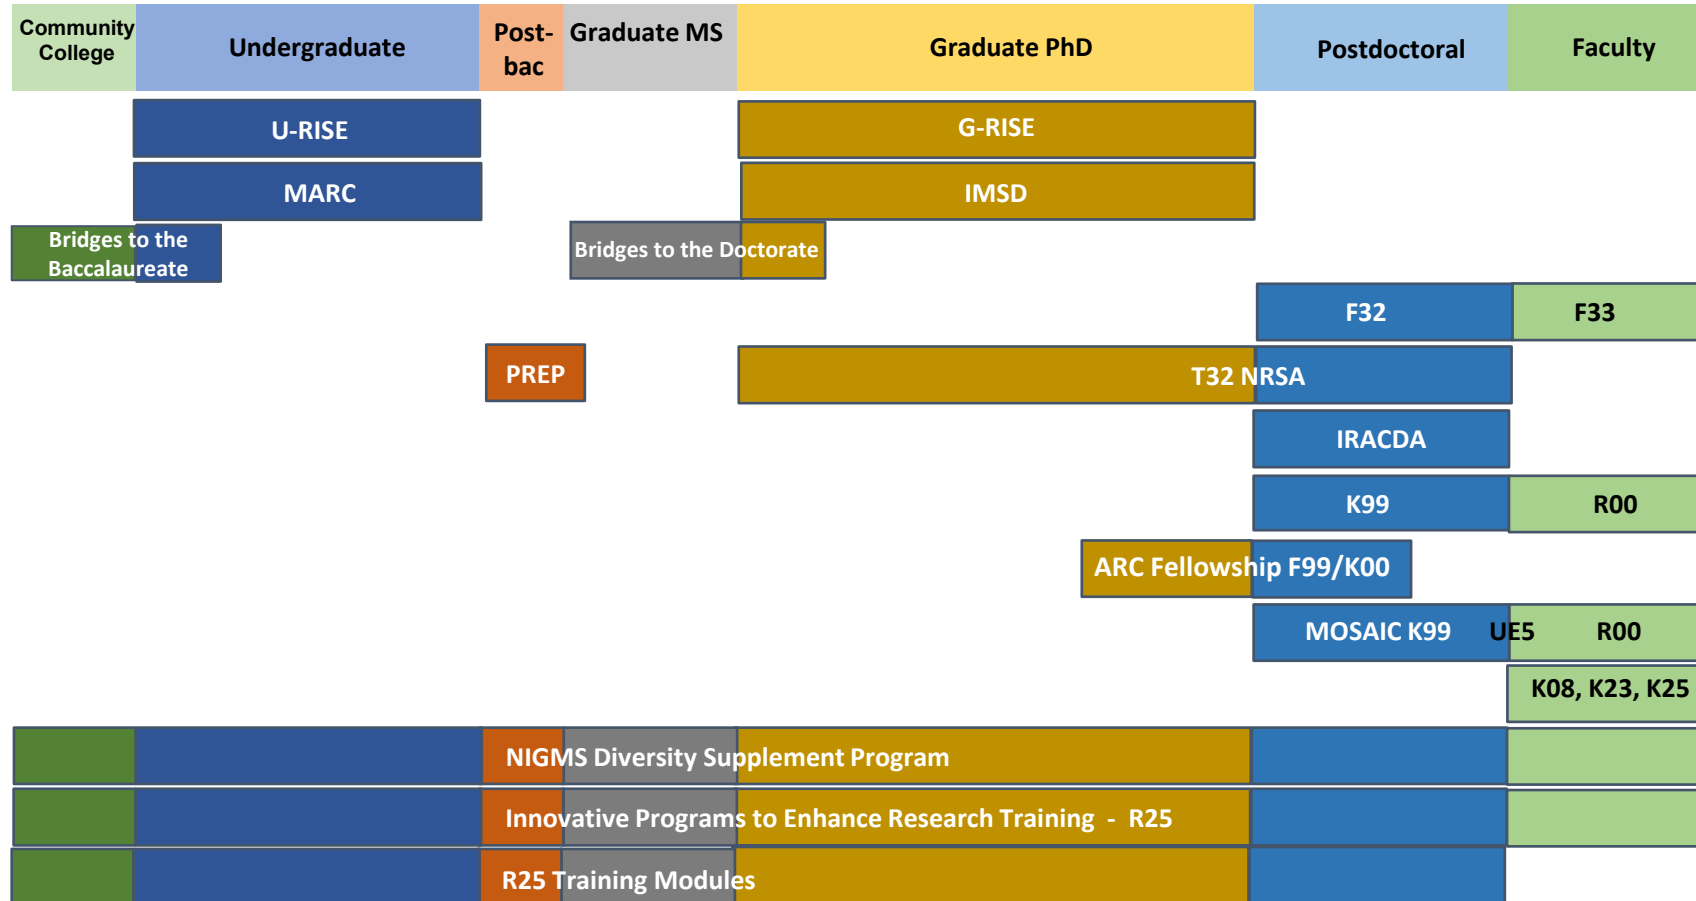 Community
College
Undergraduate
Post-
bac
Graduate MS
Graduate PhD
Postdoctoral
Faculty
U-RISE
G-RISE
MARC
IMSD
Bridges to the
Baccalaureate
Bridges to the Doctorate
F32
F33
PREP
T32 NRSA
IRACDA
K99
R00
ARC Fellowship F99/K00
MOSAIC K99
UE5
R00
K08, K23, K25
NIGMS Diversity Supplement Program
Innovative Programs to Enhance Research Training - R25
R25 Training Modules